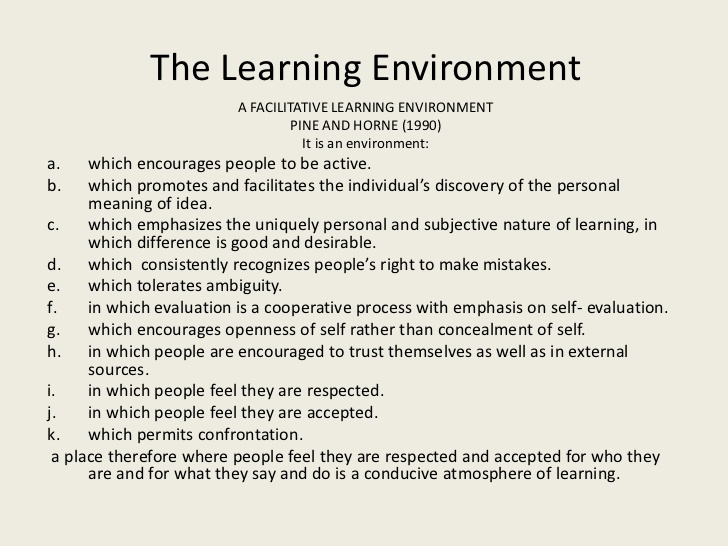 The Learning Environment
A FACILITATIVE LEARNING ENVIRONMENT
PINE AND HORNE (1990)
It is an environment:
a. which encourages people to be active.
b. which promotes and facilitates the individual’s discovery of the personal
meaning of idea.
c. which emphasizes the uniquely personal and subjective nature of learning, in
which difference is good and desirable.
d. which consistently recognizes people’s right to make mistakes.
e. which tolerates ambiguity.
f. in which evaluation is a cooperative process with emphasis on self- evaluation.
g. which encourages openness of self rather than concealment of self.
h. in which people are encouraged to trust themselves as well as in external
sources.
i. in which people feel they are respected.
j. in which people feel they are accepted.
k. which permits confrontation.
a place therefore where people feel they are respected and accepted for who they
are and for what they say and do is a conducive atmosphere of learning.